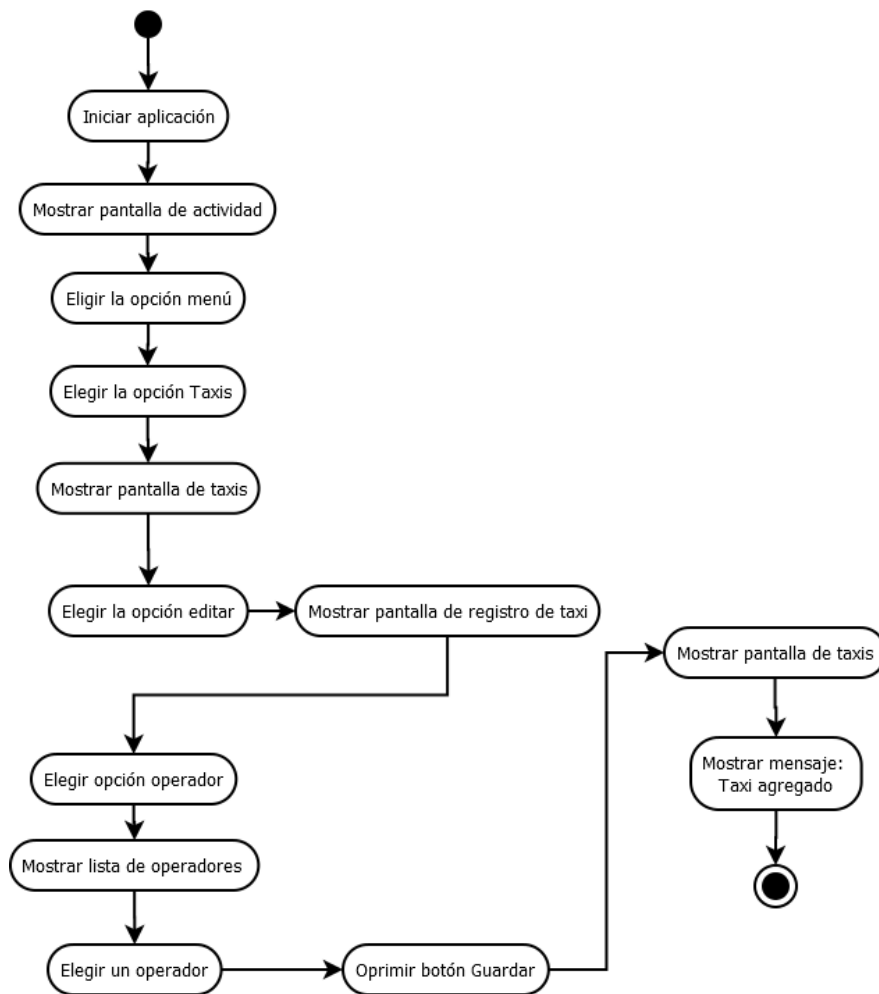 Iniciar aplicación
Mostrar pantalla de actividad
Eligir la opción menú
Elegir la opción Taxis
Mostrar pantalla de taxis
Elegir la opción editar
Mostrar pantalla de registro de taxi
Elegir opción operador
Mostrar lista de operadores
Elegir un operador
Oprimir botón Guardar
Mostrar pantalla de taxis
Mostrar mensaje:
Taxi agregado